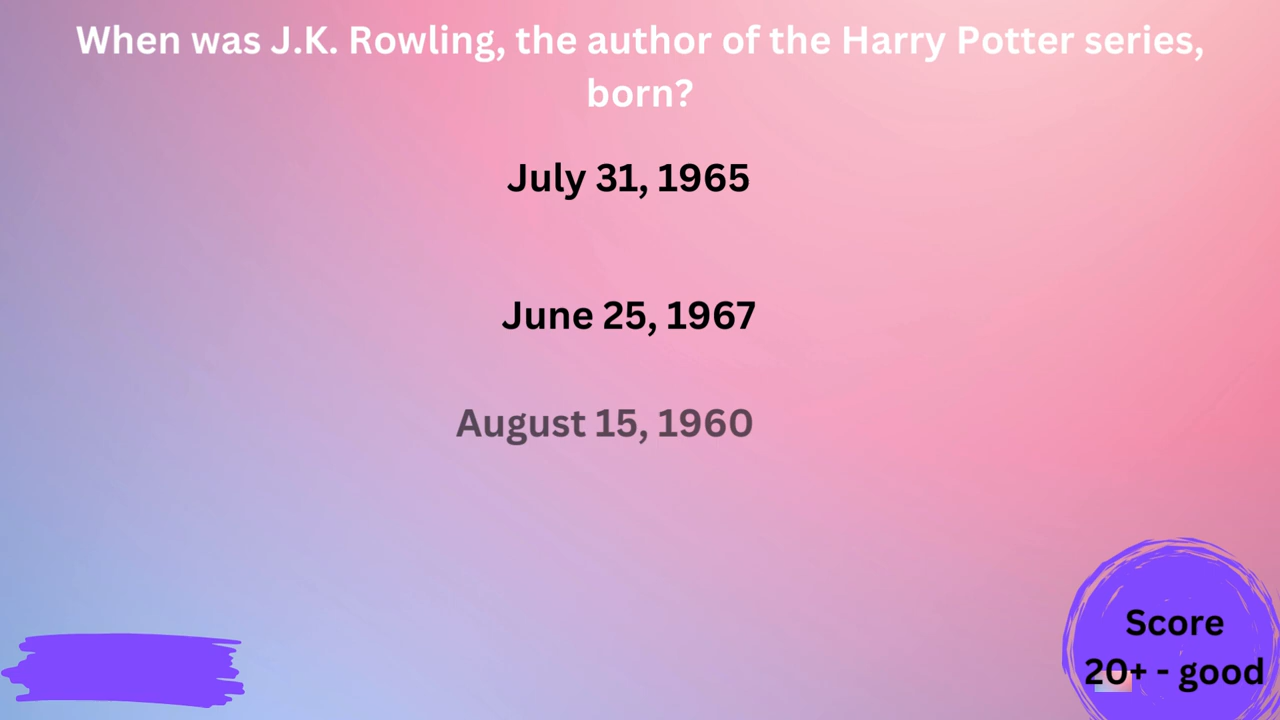 When was J.K. Rowling, the author of the Harry Potter series,
born?
July 31, 1965
June 25, 1967
August 15, 1960
Score
20+ - good